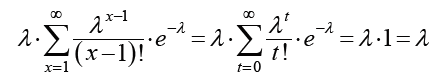 λ·∑_{x=1}^{∞} λ^{x-1}/(x-1)! · e^{-λ} = λ·∑_{t=0}^{∞} λ^{t}/t! · e^{-λ} = λ·1 = λ